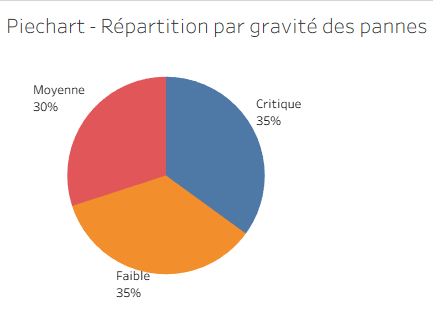 Piechart - Répartition par gravité des pannes
Moyenne
30%
Critique
35%
Faible
35%